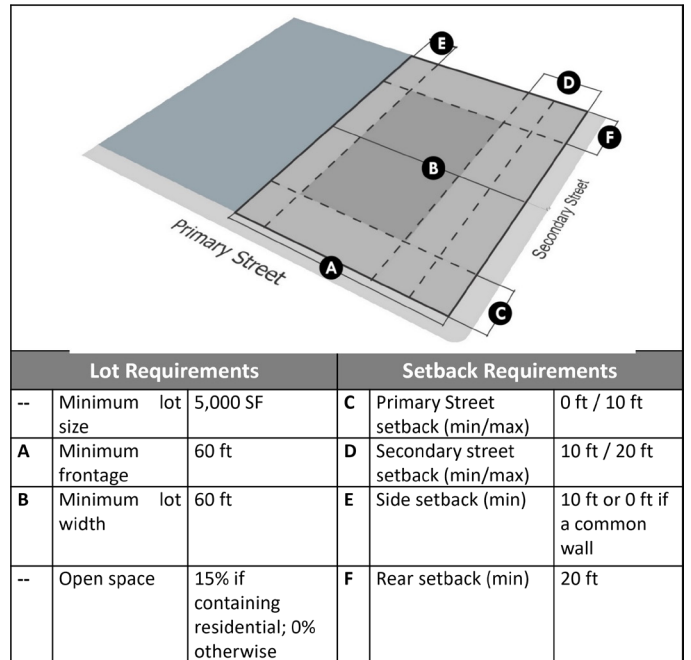 E
D
F
B
Secondary Street
Primary Street
A
C
Lot Requirements
Setback Requirements
--
Minimum lot
size
5,000 SF
C
Primary Street
setback (min/max)
0 ft / 10 ft
A
Minimum
frontage
60 ft
D
Secondary street
setback (min/max)
10 ft / 20 ft
B
Minimum lot
width
60 ft
E
Side setback (min)
10 ft or 0 ft if
a common
wall
--
Open space
15% if
containing
residential; 0%
otherwise
F
Rear setback (min)
20 ft